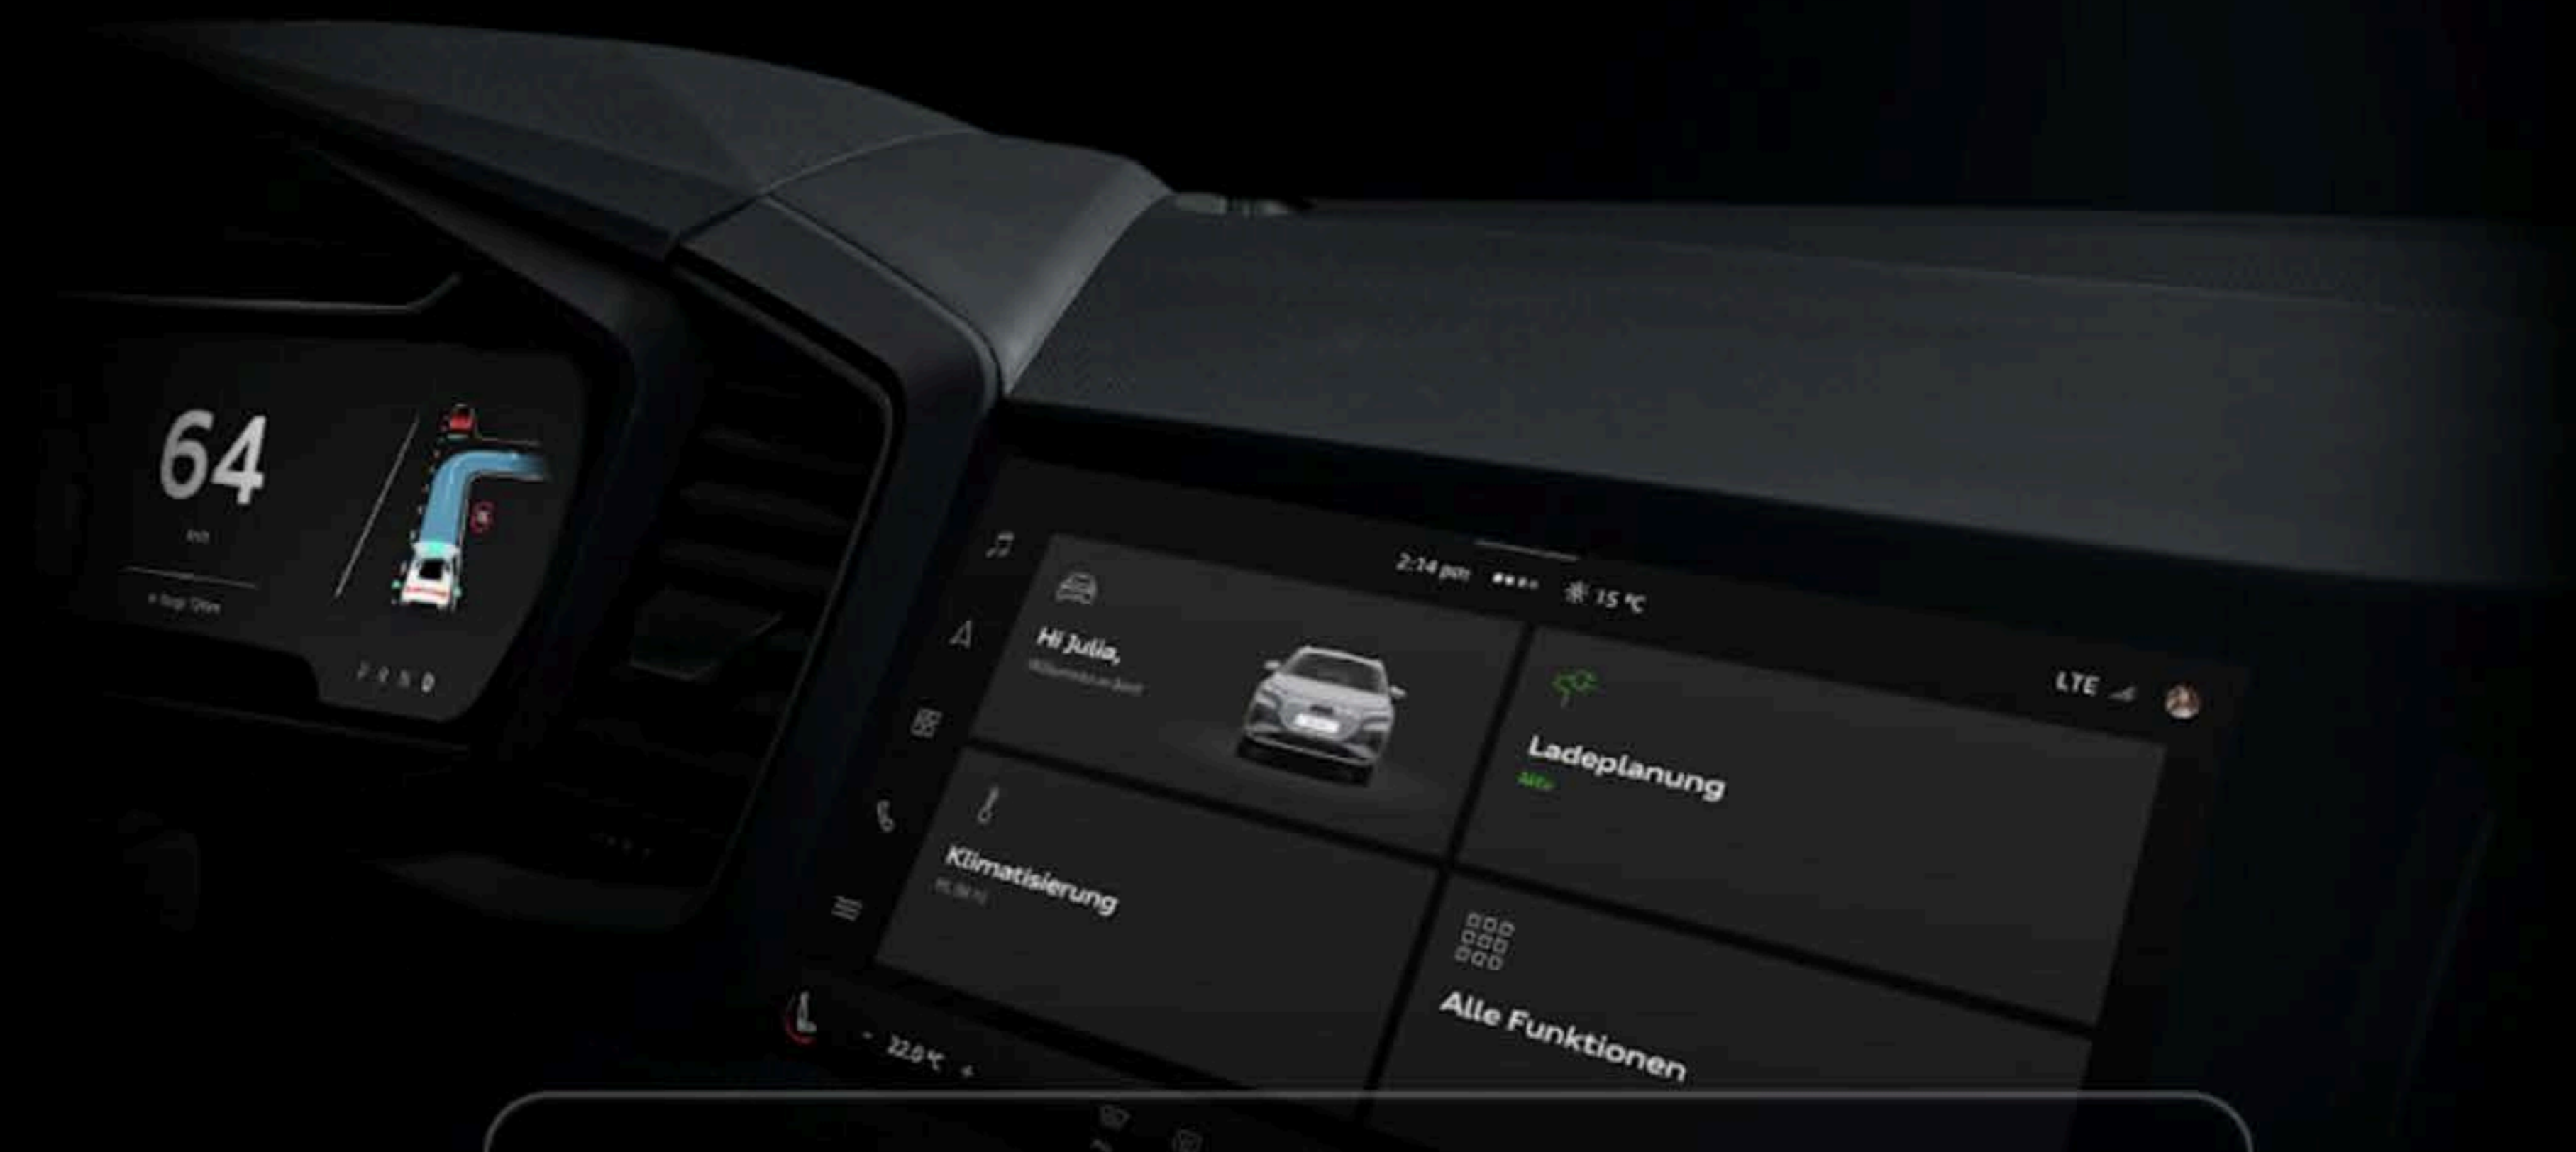 64
2:14 pm
15 °C
LTE
Hi Julia,
Ladeplanung
Klimatisierung
Alle Funktionen
- 22.0 °C +